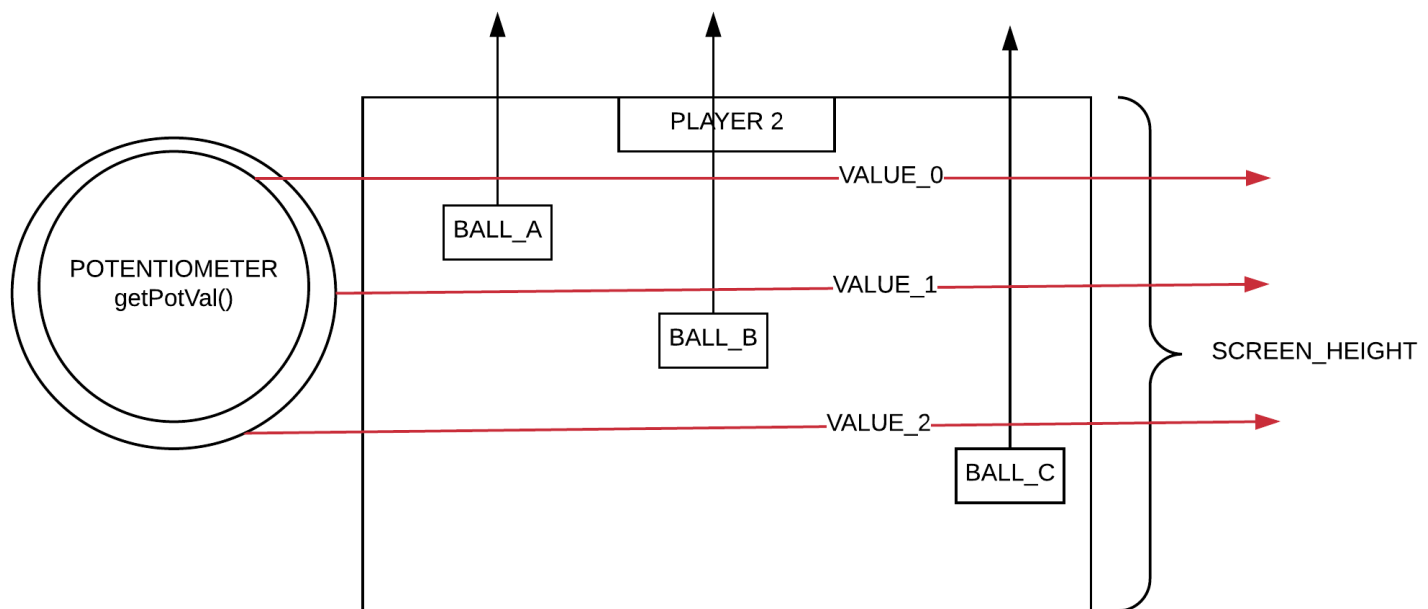 PLAYER 2
VALUE_0
BALL_A
POTENTIOMETER
getPotVal()
VALUE_1
BALL_B
SCREEN_HEIGHT
VALUE_2
BALL_C